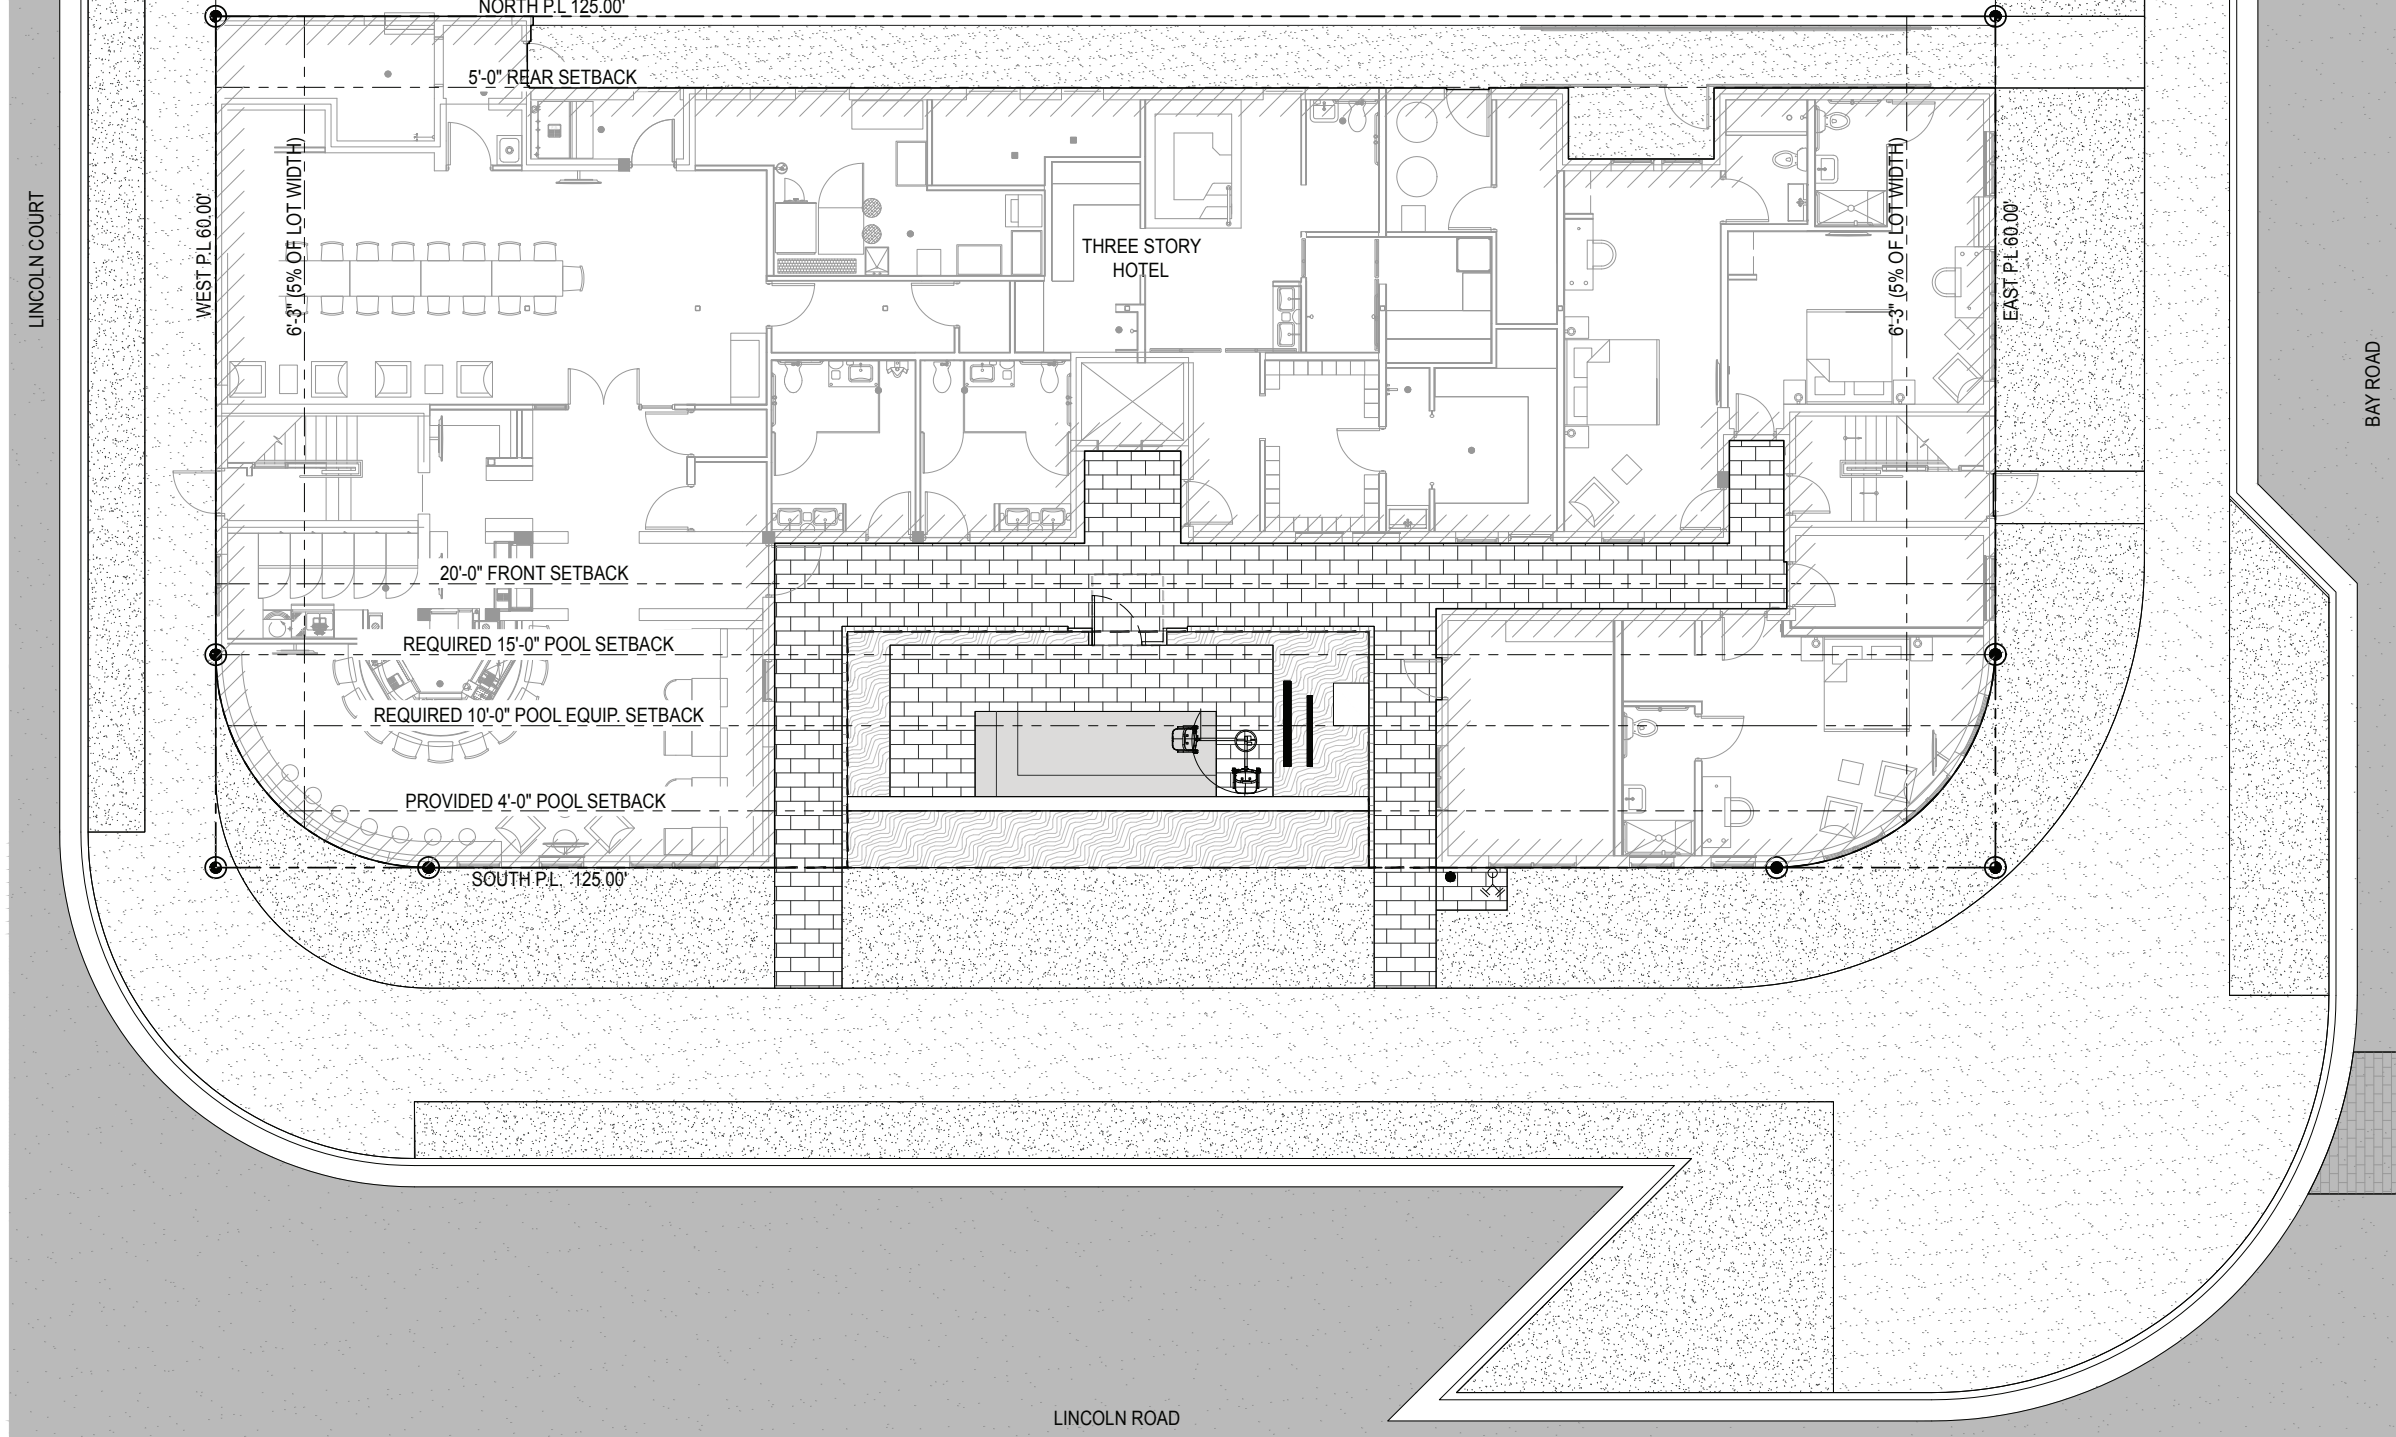 NORTH P.L 125.00'
5'-0" REAR SETBACK
LINCOLN COURT
WEST P.L 60.00'
6'-3" (5% OF LOT WIDTH)
THREE STORY
HOTEL
6'-3" (5% OF LOT WIDTH)
EAST P.L 60.00'
BAY ROAD
20'-0" FRONT SETBACK
REQUIRED 15'-0" POOL SETBACK
REQUIRED 10'-0" POOL EQUIP. SETBACK
PROVIDED 4'-0" POOL SETBACK
SOUTH P.L. 125.00'
LINCOLN ROAD